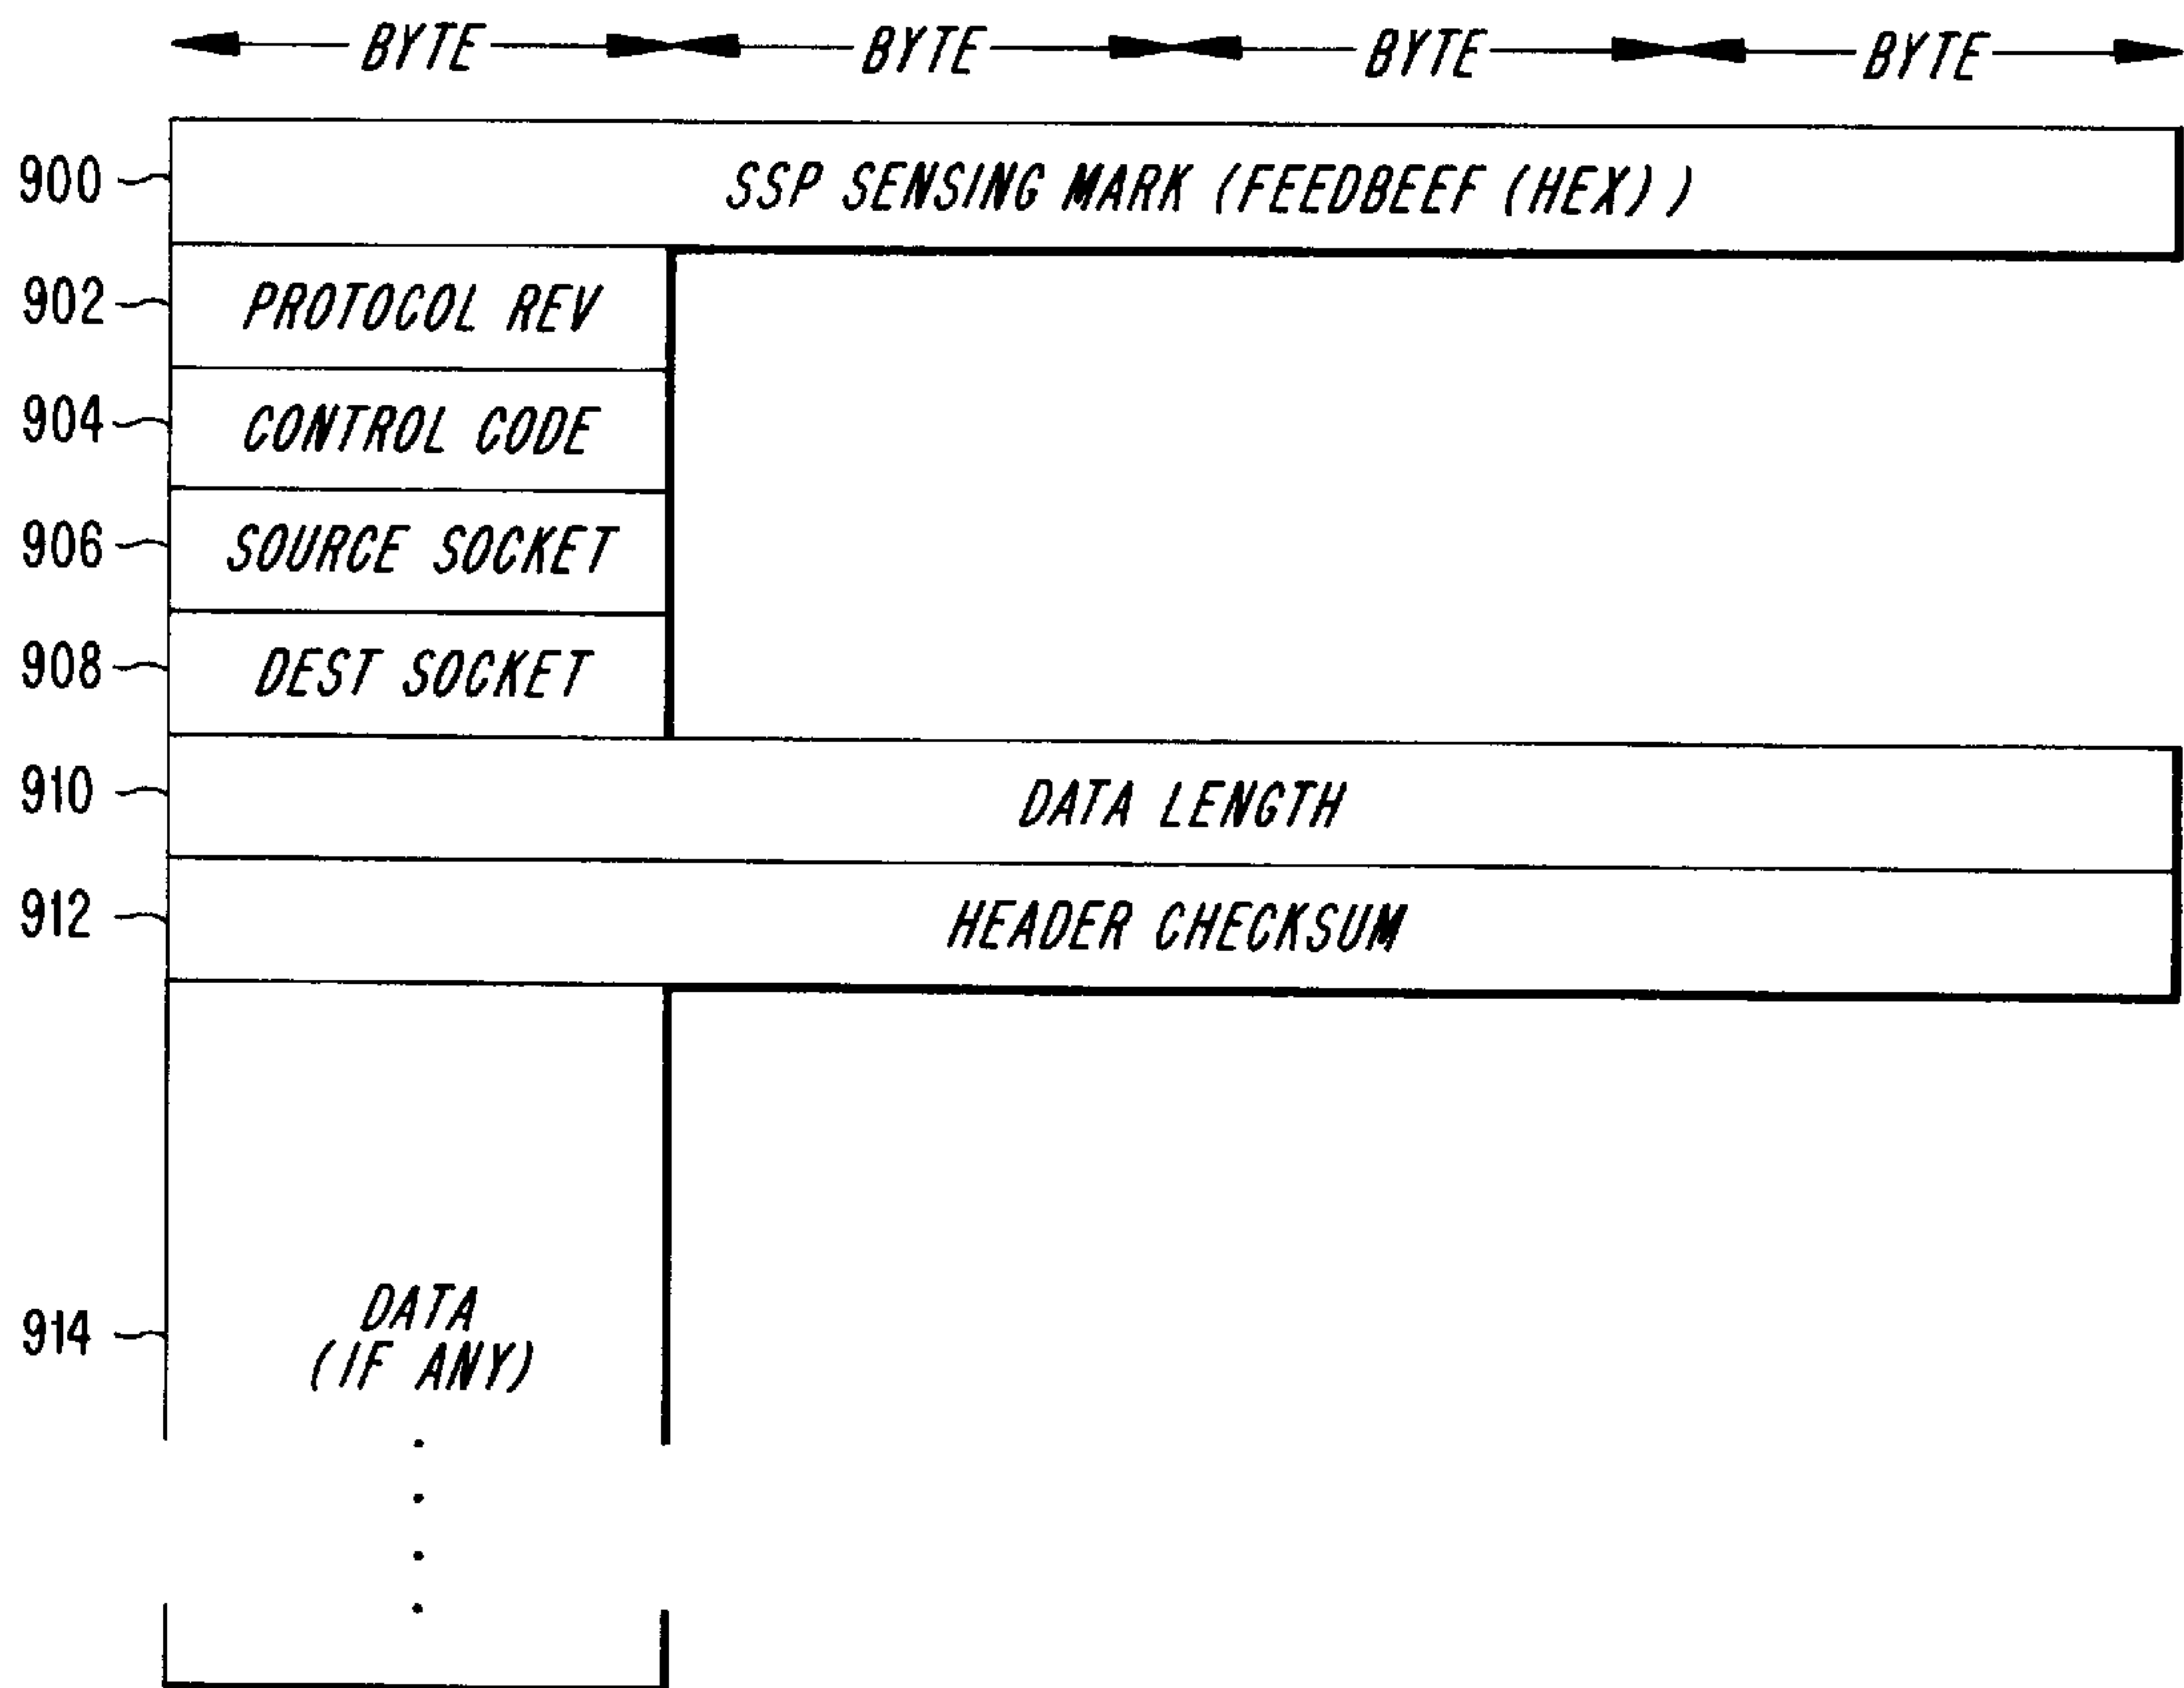 BYTE BYTE BYTE BYTE
900 SSP SENSING MARK (FEEDBEEF (HEX))
902 PROTOCOL REV
904 CONTROL CODE
906 SOURCE SOCKET
908 DEST SOCKET
910 DATA LENGTH
912 HEADER CHECKSUM
914 DATA
(IF ANY)